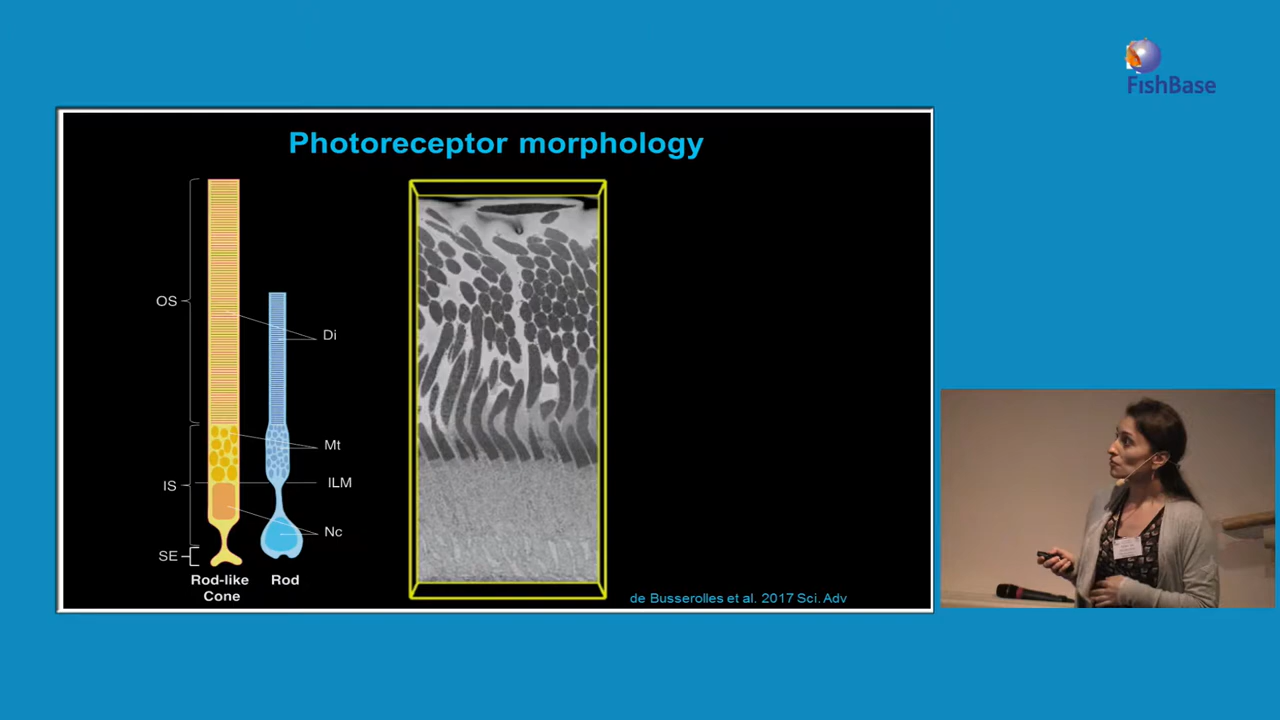 FishBase
Photoreceptor morphology
OS
Di
Mt
IS
ILM
Nc
SE
Rod-like
Cone
Rod
de Busserolles et al. 2017 Sci. Adv